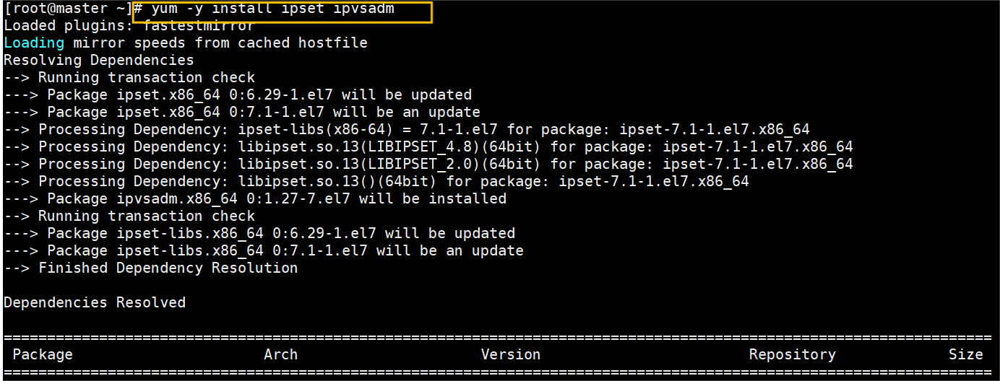 [root@master ~]# yum -y install ipset ipvsadm
Loaded plugins: fastestmirror
Loading mirror speeds from cached hostfile
Resolving Dependencies
--> Running transaction check
---> Package ipset.x86_64 0:6.29-1.el7 will be updated
---> Package ipset.x86_64 0:7.1-1.el7 will be an update
--> Processing Dependency: ipset-libs(x86-64) = 7.1-1.el7 for package: ipset-7.1-1.el7.x86_64
--> Processing Dependency: libipset.so.13(LIBIPSET_4.8)(64bit) for package: ipset-7.1-1.el7.x86_64
--> Processing Dependency: libipset.so.13(LIBIPSET_2.0)(64bit) for package: ipset-7.1-1.el7.x86_64
--> Processing Dependency: libipset.so.13()(64bit) for package: ipset-7.1-1.el7.x86_64
---> Package ipvsadm.x86_64 0:1.27-7.el7 will be installed
--> Running transaction check
---> Package ipset-libs.x86_64 0:6.29-1.el7 will be updated
---> Package ipset-libs.x86_64 0:7.1-1.el7 will be an update
--> Finished Dependency Resolution
Dependencies Resolved
==================================================================================================================
Package Arch Version Repository Size
==================================================================================================================